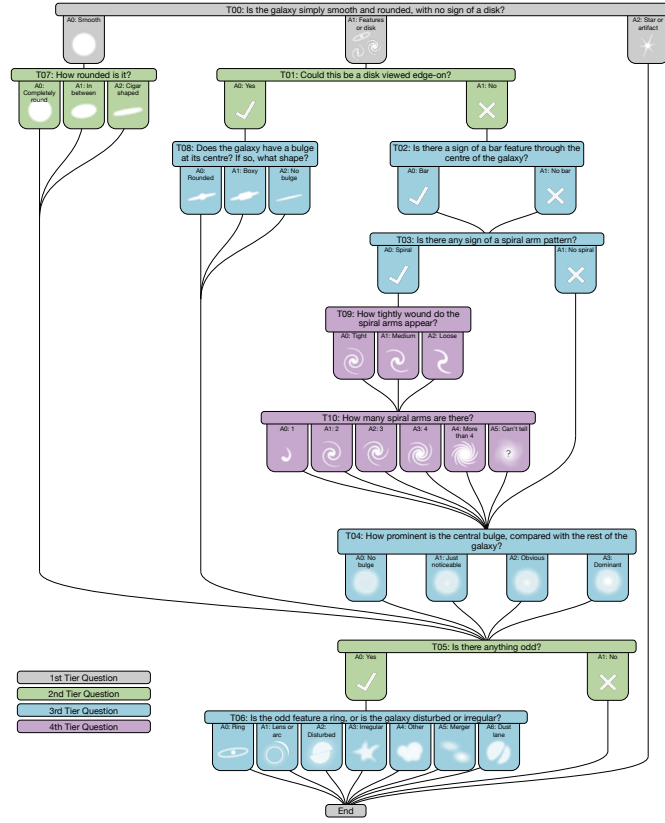 T00: Is the galaxy simply smooth and rounded, with no sign of a disk?
A0: Smooth
A1: Features
or disk
A2: Star or
artifact
T07: How rounded is it?
A0:
Completely
round
A1: In
between
A2: Cigar
shaped
T01: Could this be a disk viewed edge-on?
A0: Yes
A1: No
T08: Does the galaxy have a bulge
at its centre? If so, what shape?
A0:
Rounded
A1: Boxy
A2: No
bulge
T02: Is there a sign of a bar feature through the
centre of the galaxy?
A0: Bar
A1: No bar
T03: Is there any sign of a spiral arm pattern?
A0: Spiral
A1: No spiral
T09: How tightly wound do the
spiral arms appear?
A0: Tight
A1: Medium
A2: Loose
T10: How many spiral arms are there?
A0: 1
A1: 2
A2: 3
A3: 4
A4: More
than 4
A5: Can't tell
?
T04: How prominent is the central bulge, compared with the rest of the
galaxy?
A0: No
bulge
A1: Just
noticeable
A2: Obvious
A3:
Dominant
T05: Is there anything odd?
A0: Yes
A1: No
1st Tier Question
2nd Tier Question
3rd Tier Question
4th Tier Question
T06: Is the odd feature a ring, or is the galaxy disturbed or irregular?
A0: Ring
A1: Lens or
arc
A2:
Disturbed
A3: Irregular
A4: Other
A5: Merger
A6: Dust
lane
End